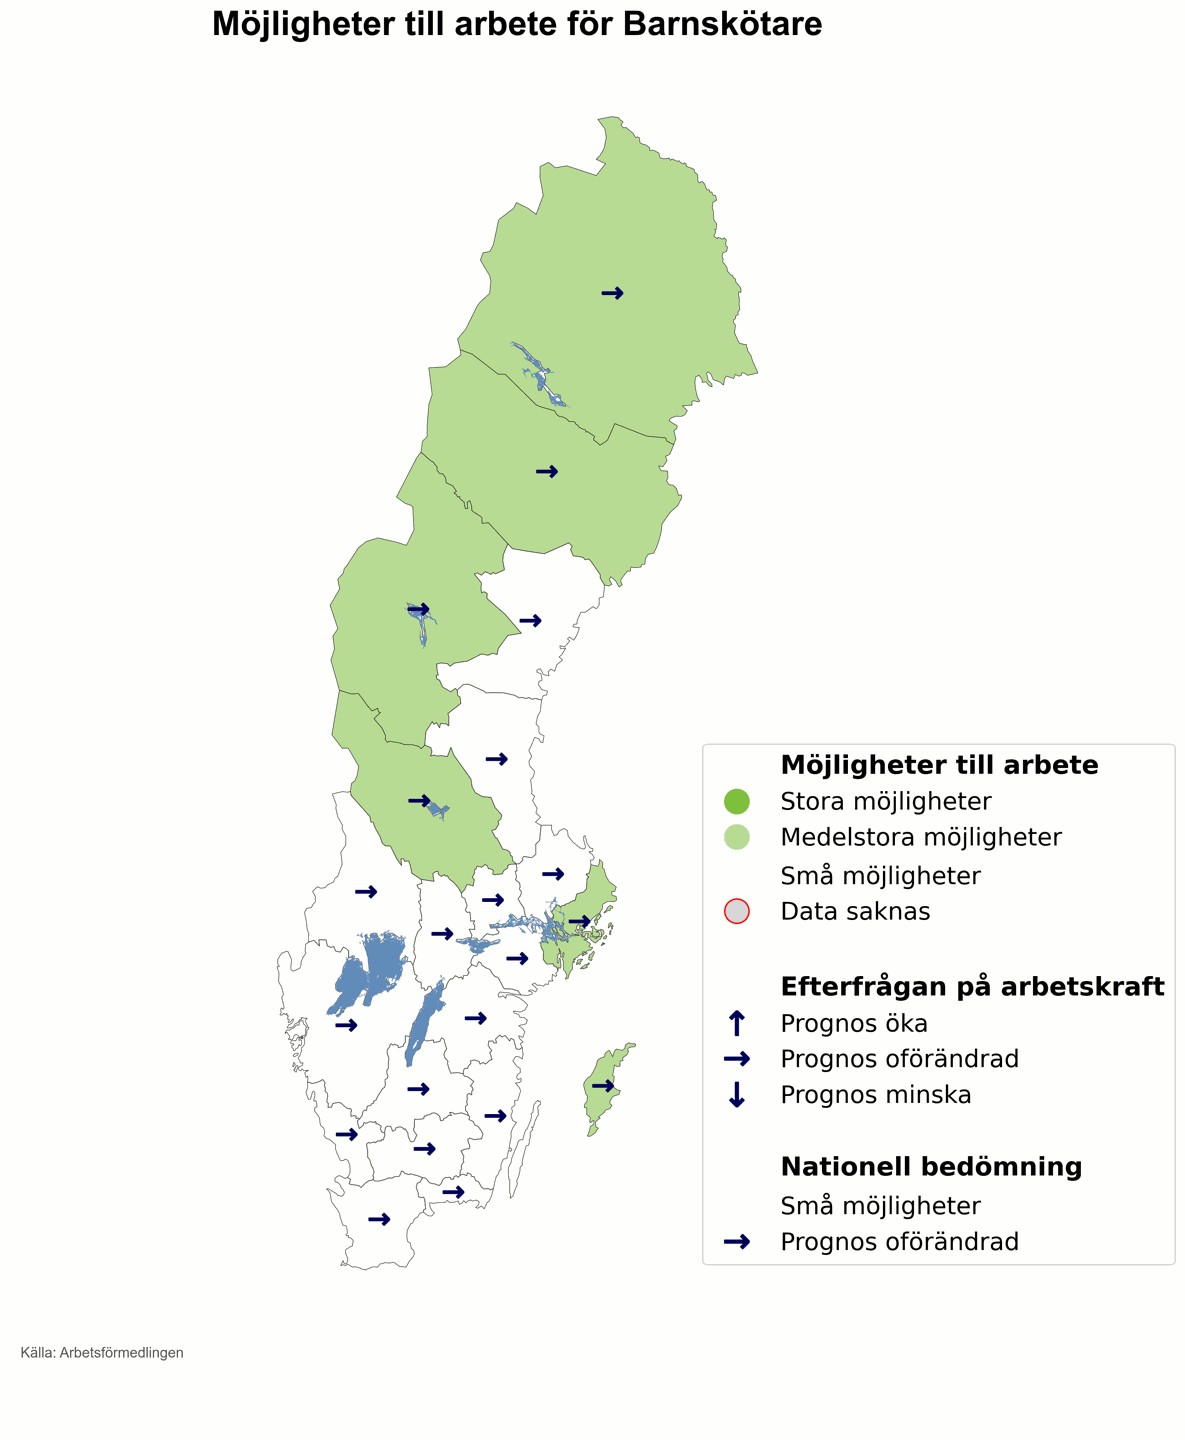 Möjligheter till arbete för Barnskötare
Möjligheter till arbete
Stora möjligheter
Medelstora möjligheter
Små möjligheter
Data saknas
Efterfrågan på arbetskraft
Prognos öka
Prognos oförändrad
Prognos minska
Nationell bedömning
Små möjligheter
Prognos oförändrad
Källa: Arbetsförmedlingen